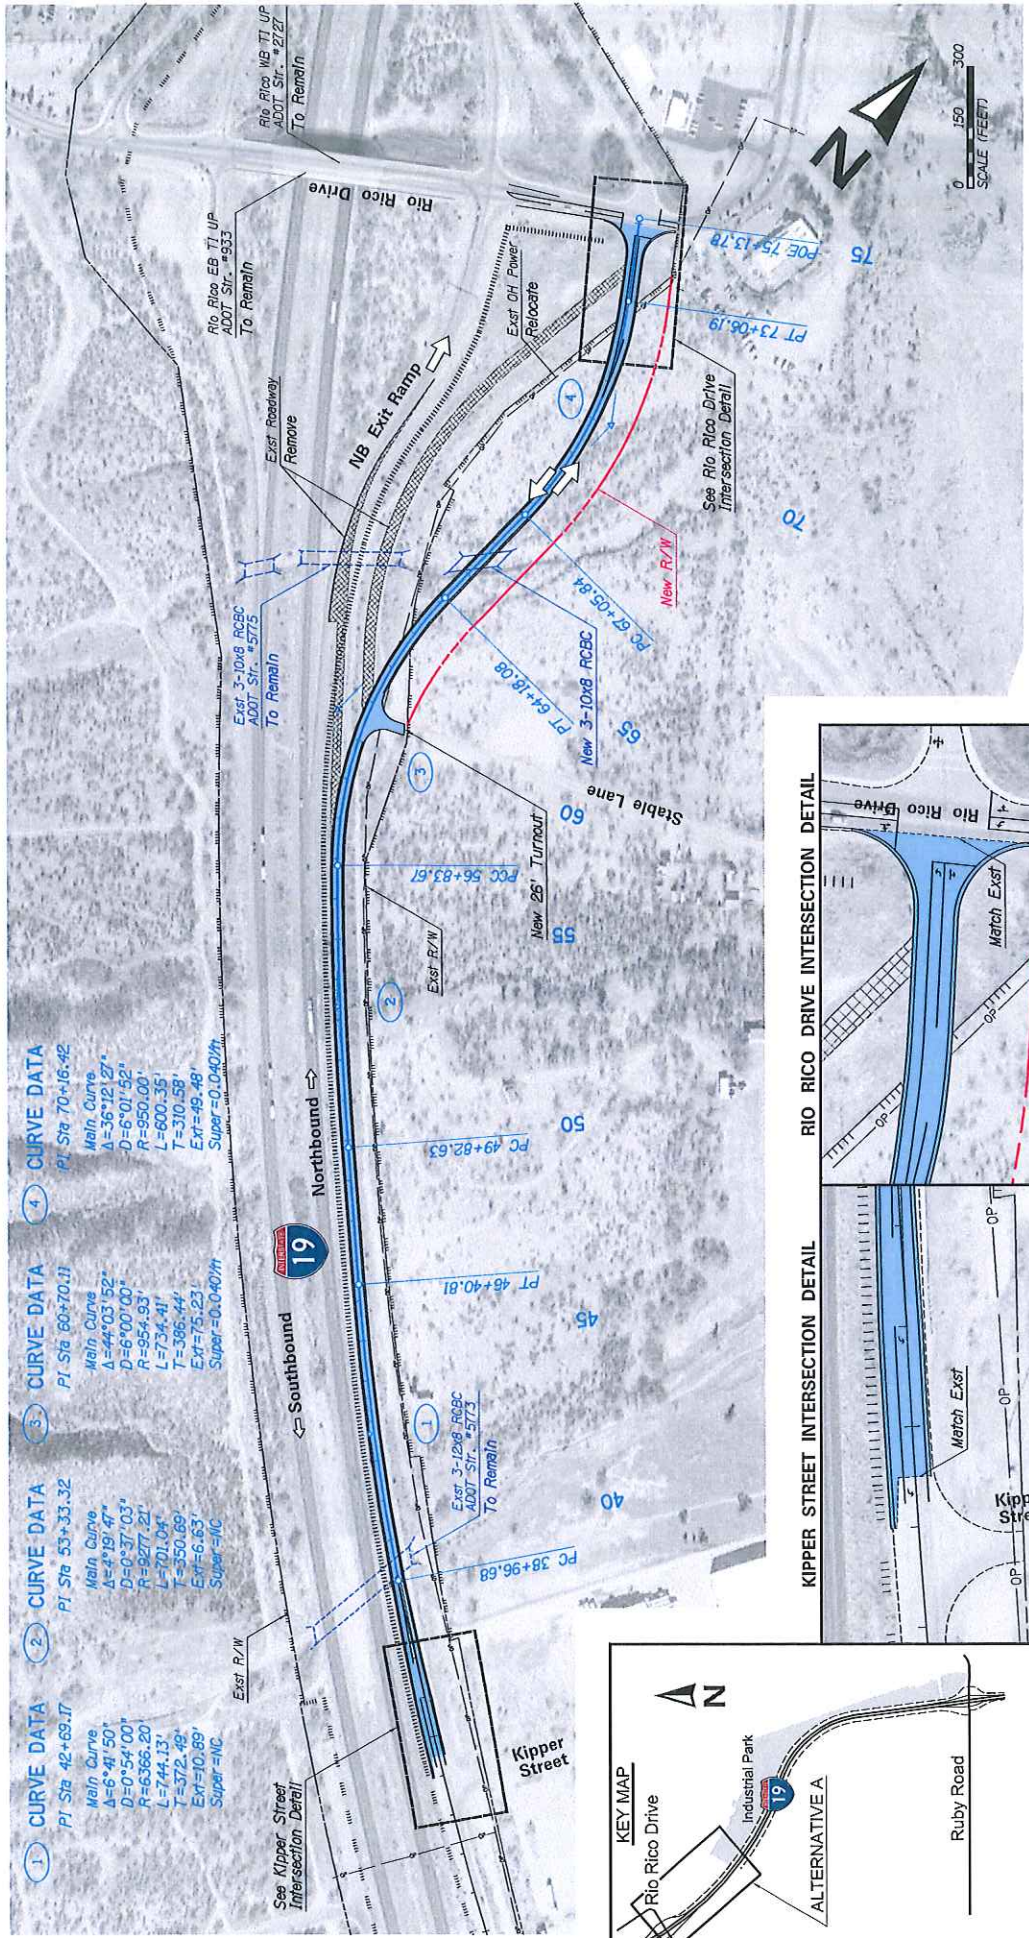 1 CURVE DATA
PI Sta 42+69.17
Main Curve
Δ=6°41'50"
D=0°54'00"
R=6366.20'
L=744.13'
T=372.49'
Ext=10.89'
Super=NC
2 CURVE DATA
PI Sta 53+33.32
Main Curve
Δ=4°19'47"
D=0°37'03"
R=9277.27'
L=701.04'
T=350.69'
Ext=6.63'
Super=NC
3 CURVE DATA
PI Sta 60+70.11
Main Curve
Δ=44°03'52"
D=6°00'00"
R=954.93'
L=734.41'
T=386.44'
Ext=75.23'
Super=0.040'/ft
4 CURVE DATA
PI Sta 70+16.42
Main Curve
Δ=36°12'27"
D=6°01'52"
R=950.00'
L=600.35'
T=310.58'
Ext=49.48'
Super=0.040'/ft
Rio Rico EB TI UP
ADOT Str. #933
To Remain
Rio Rico WB TI UP
ADOT Str. #2727
To Remain
Rio Rico Drive
Exst Roadway
Remove
NB Exit Ramp
Exst OH Power
Relocate
Exst 3-10x8 RCBC
ADOT Str. #5775
To Remain
Exst R/W
Southbound
INTERSTATE
19
Northbound
See Kipper Street
Intersection Detail
Kipper
Street
PC 38+96.68
Exst 3-12x8 RCBC
ADOT Str. #5773
To Remain
1
40
PT 46+40.81
45
PC 49+82.63
50
2
Exst R/W
PCC 56+83.67
55
New 26' Turnout
3
60
Stable Lane
PT 64+18.08
65
New 3-10x8 RCBC
PC 67+05.84
New R/W
70
4
See Rio Rico Drive
Intersection Detail
PT 73+06.19
POE 75+13.78
75
N
0 150 300
SCALE (FEET)
KEY MAP
Rio Rico Drive
Industrial Park
19
ALTERNATIVE A
Ruby Road
N
KIPPER STREET INTERSECTION DETAIL
Match Exst
OP
OP
OP
RIO RICO DRIVE INTERSECTION DETAIL
Rio Rico Drive
Match Exst
OP
OP